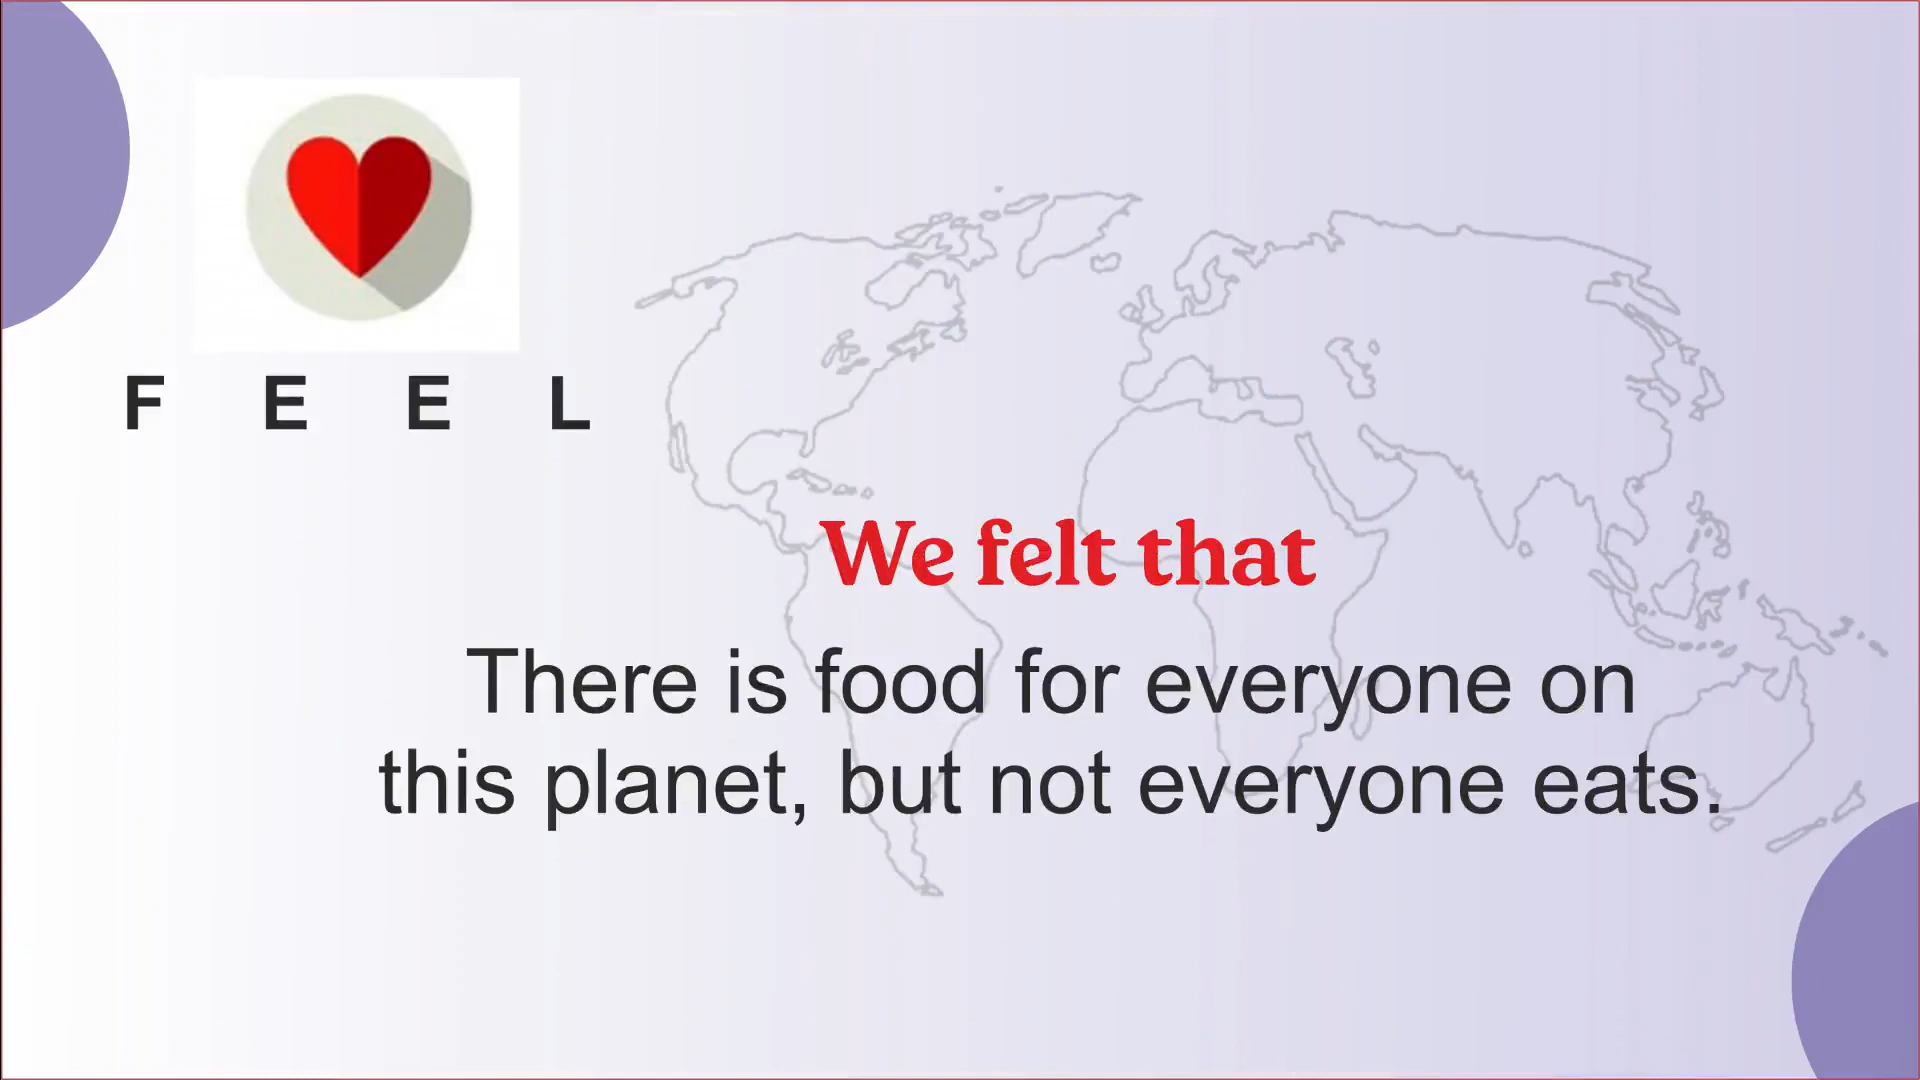 F E E L
We felt that
There is food for everyone on
this planet, but not everyone eats.